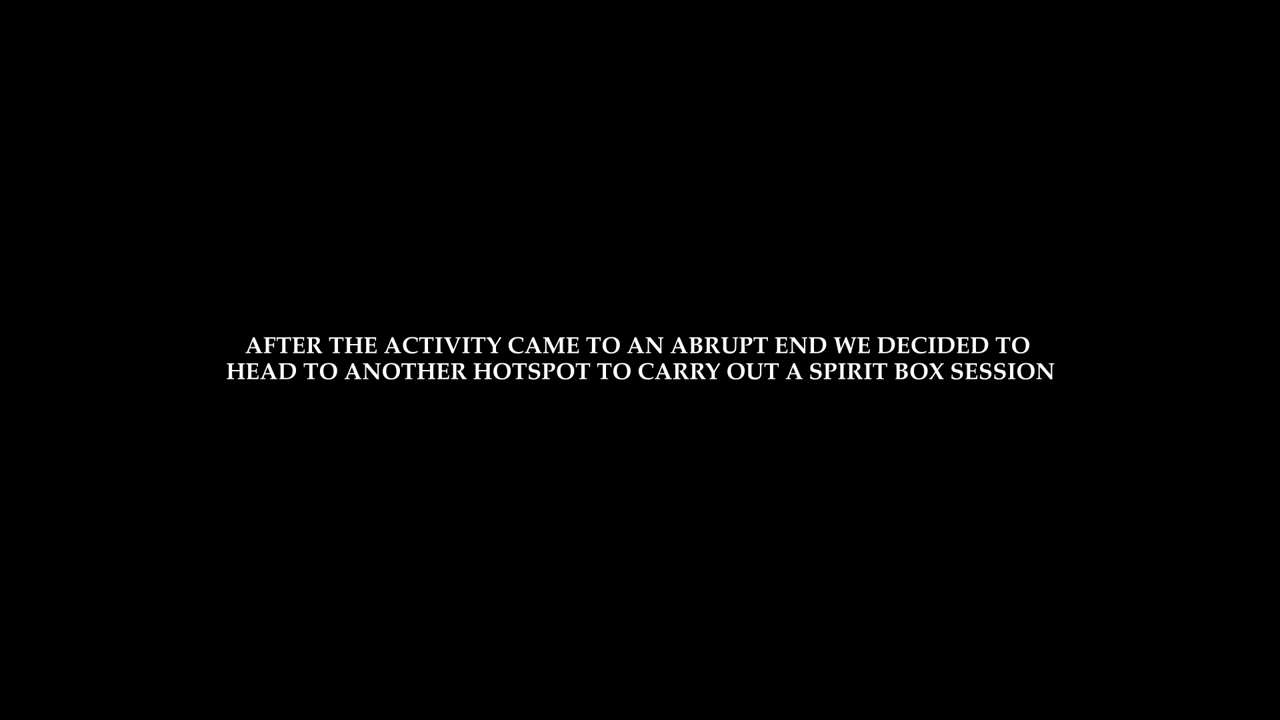 AFTER THE ACTIVITY CAME TO AN ABRUPT END WE DECIDED TO
HEAD TO ANOTHER HOTSPOT TO CARRY OUT A SPIRIT BOX SESSION